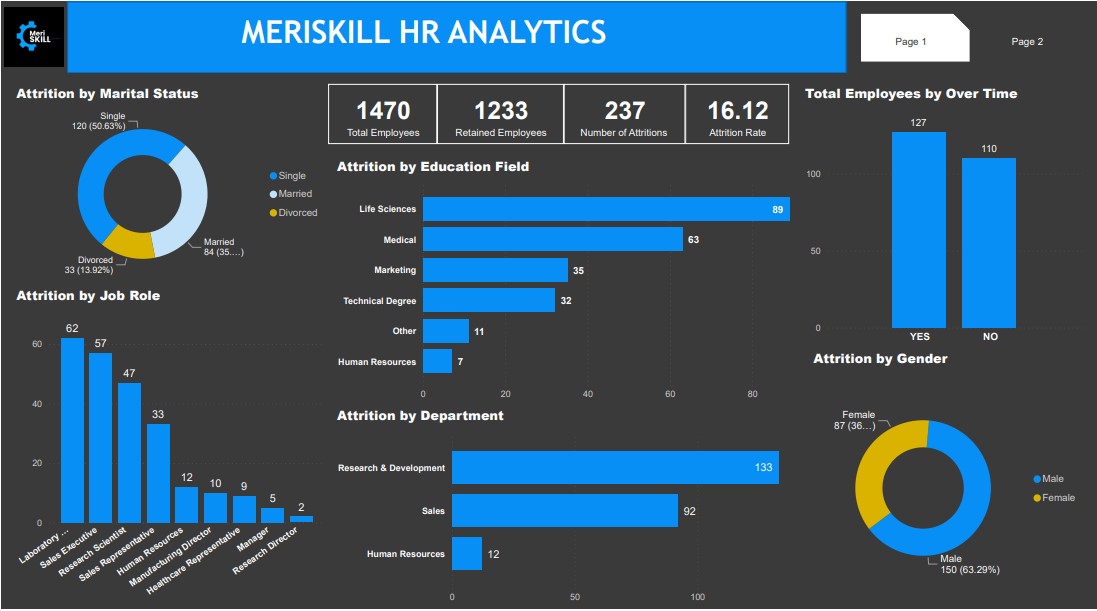 Meri
SKILL
MERISKILL HR ANALYTICS
Page 1
Page 2
Attrition by Marital Status
Single
120 (50.63%)
Married
84 (35....)
Divorced
33 (13.92%)
Single
Married
Divorced
1470
Total Employees
1233
Retained Employees
237
Number of Attritions
16.12
Attrition Rate
Total Employees by Over Time
127
110
100
50
0
YES
NO
Attrition by Education Field
Life Sciences
89
Medical
63
Marketing
35
Technical Degree
32
Other
11
Human Resources
7
0
20
40
60
80
Attrition by Job Role
62
57
47
33
12
10
9
5
2
60
40
20
0
Laboratory ...
Sales Executive
Research Scientist
Sales Representative
Human Resources
Manufacturing Director
Healthcare Representative
Manager
Research Director
Attrition by Department
Research & Development
133
Sales
92
Human Resources
12
0
50
100
Attrition by Gender
Female
87 (36...)
Male
150 (63.29%)
Male
Female